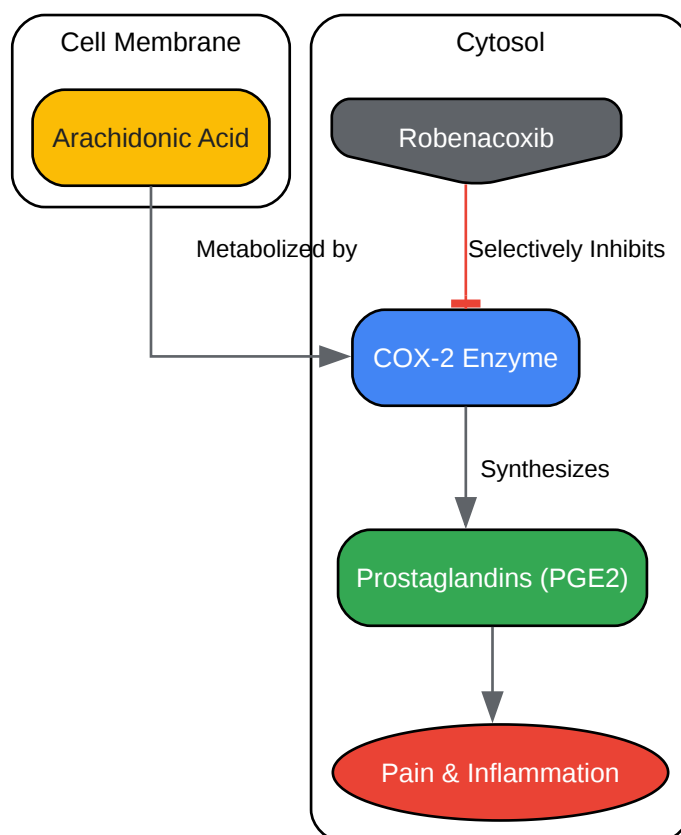 Cell Membrane
Cytosol
Arachidonic Acid
Robenacoxib
Metabolized by
Selectively Inhibits
COX-2 Enzyme
Synthesizes
Prostaglandins (PGE2)
Pain & Inflammation